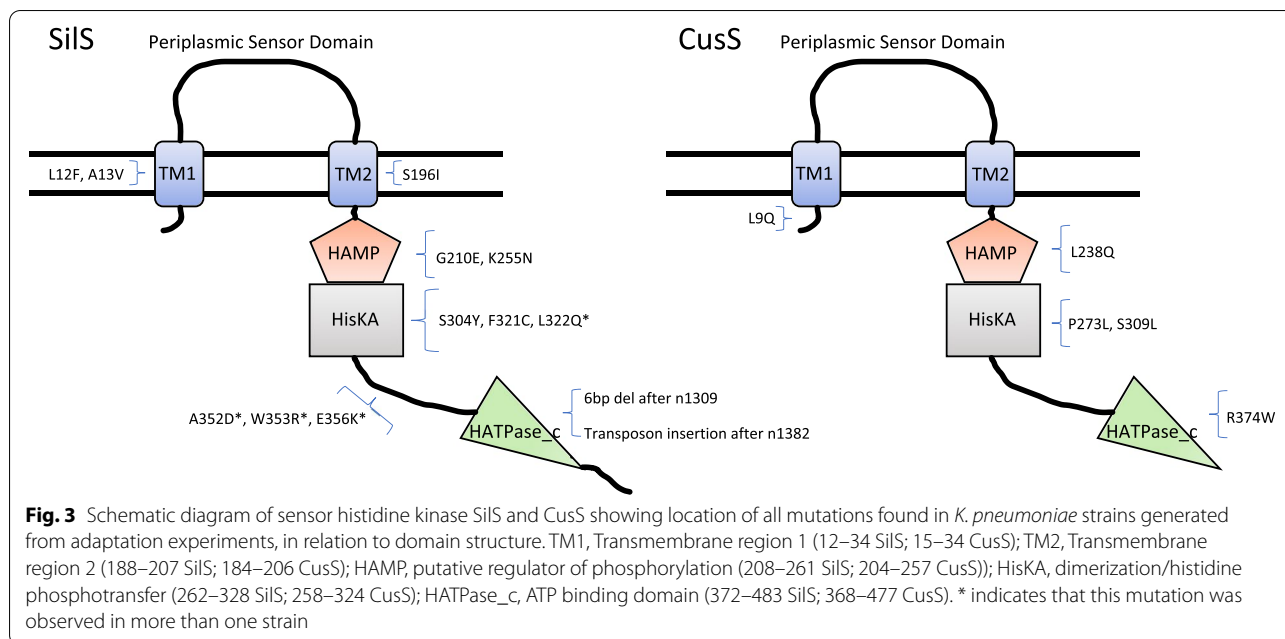 SilS
Periplasmic Sensor Domain
TM1
TM2
L12F, A13V
S196I
HAMP
G210E, K255N
HisKA
S304Y, F321C, L322Q*
A352D*, W353R*, E356K*
HATPase_c
6bp del after n1309
Transposon insertion after n1382
CusS
Periplasmic Sensor Domain
TM1
TM2
L9Q
HAMP
L238Q
HisKA
P273L, S309L
HATPase_c
R374W
Fig. 3 Schematic diagram of sensor histidine kinase SilS and CusS showing location of all mutations found in K. pneumoniae strains generated
from adaptation experiments, in relation to domain structure. TM1, Transmembrane region 1 (12–34 SilS; 15–34 CusS); TM2, Transmembrane
region 2 (188–207 SilS; 184–206 CusS); HAMP, putative regulator of phosphorylation (208–261 SilS; 204–257 CusS)); HisKA, dimerization/histidine
phosphotransfer (262–328 SilS; 258–324 CusS); HATPase_c, ATP binding domain (372–483 SilS; 368–477 CusS). * indicates that this mutation was
observed in more than one strain